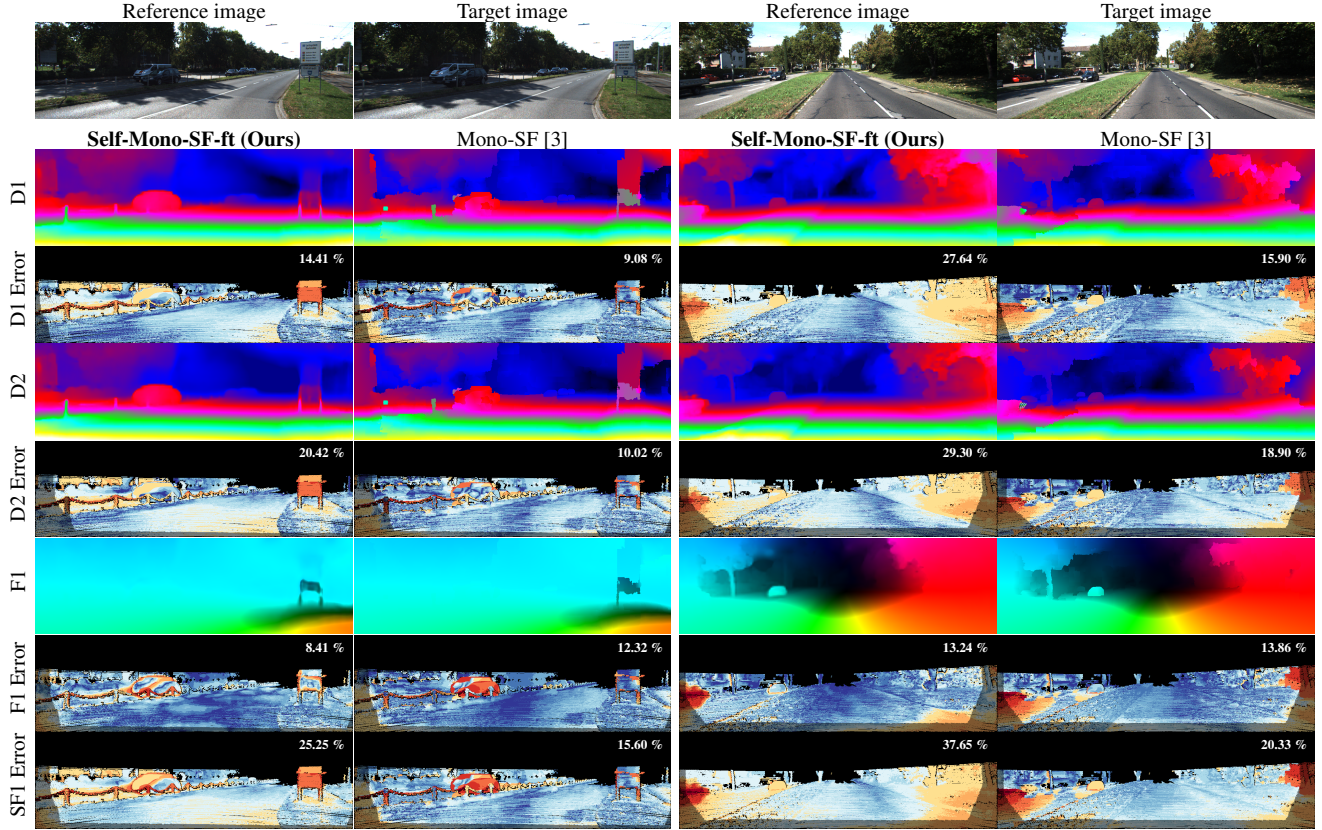 Reference image Target image Reference image Target image
Self-Mono-SF-ft (Ours) Mono-SF [3] Self-Mono-SF-ft (Ours) Mono-SF [3]
D1
D1 Error 14.41 % 9.08 % 27.64 % 15.90 %
D2
D2 Error 20.42 % 10.02 % 29.30 % 18.90 %
F1
F1 Error 8.41 % 12.32 % 13.24 % 13.86 %
SF1 Error 25.25 % 15.60 % 37.65 % 20.33 %